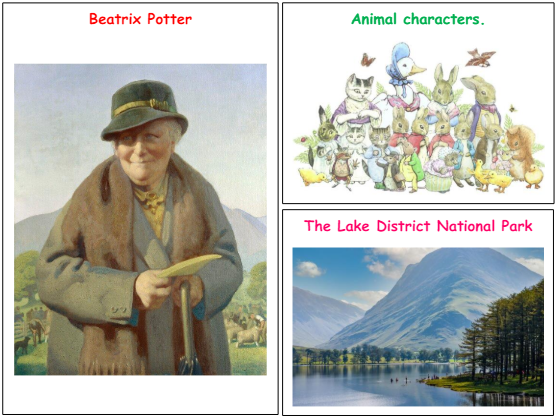 Beatrix Potter
Animal characters.
The Lake District National Park